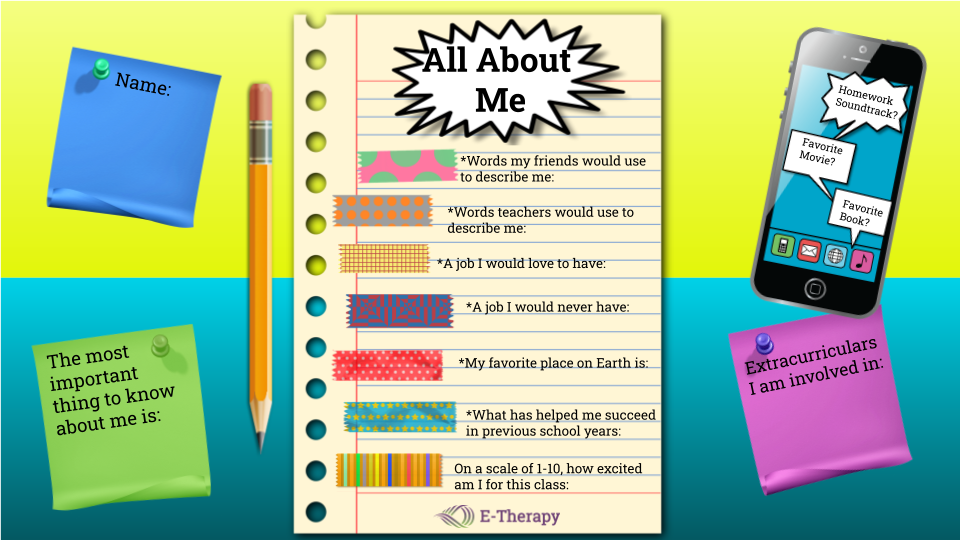 Name:
The most
important
thing to know
about me is:
All About
Me
*Words my friends would use
to describe me:
*Words teachers would use to
describe me:
*A job I would love to have:
*A job I would never have:
*My favorite place on Earth is:
*What has helped me succeed
in previous school years:
On a scale of 1-10, how excited
am I for this class:
E-Therapy
Homework
Soundtrack?
Favorite
Movie?
Favorite
Book?
Extracurriculars
I am involved in: